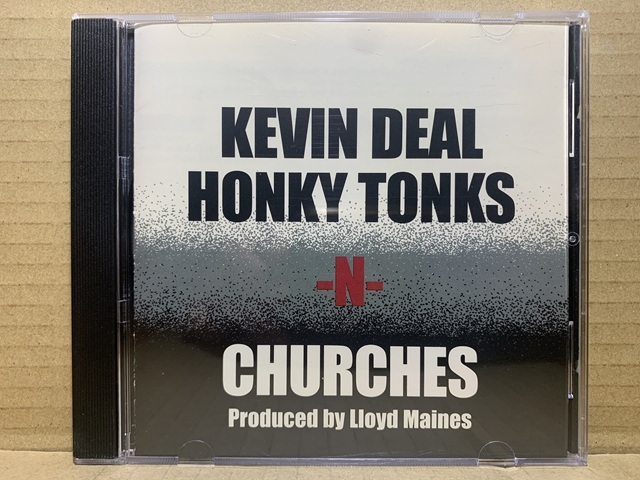 KEVIN DEAL
HONKY TONKS
-N-
CHURCHES
Produced by Lloyd Maines